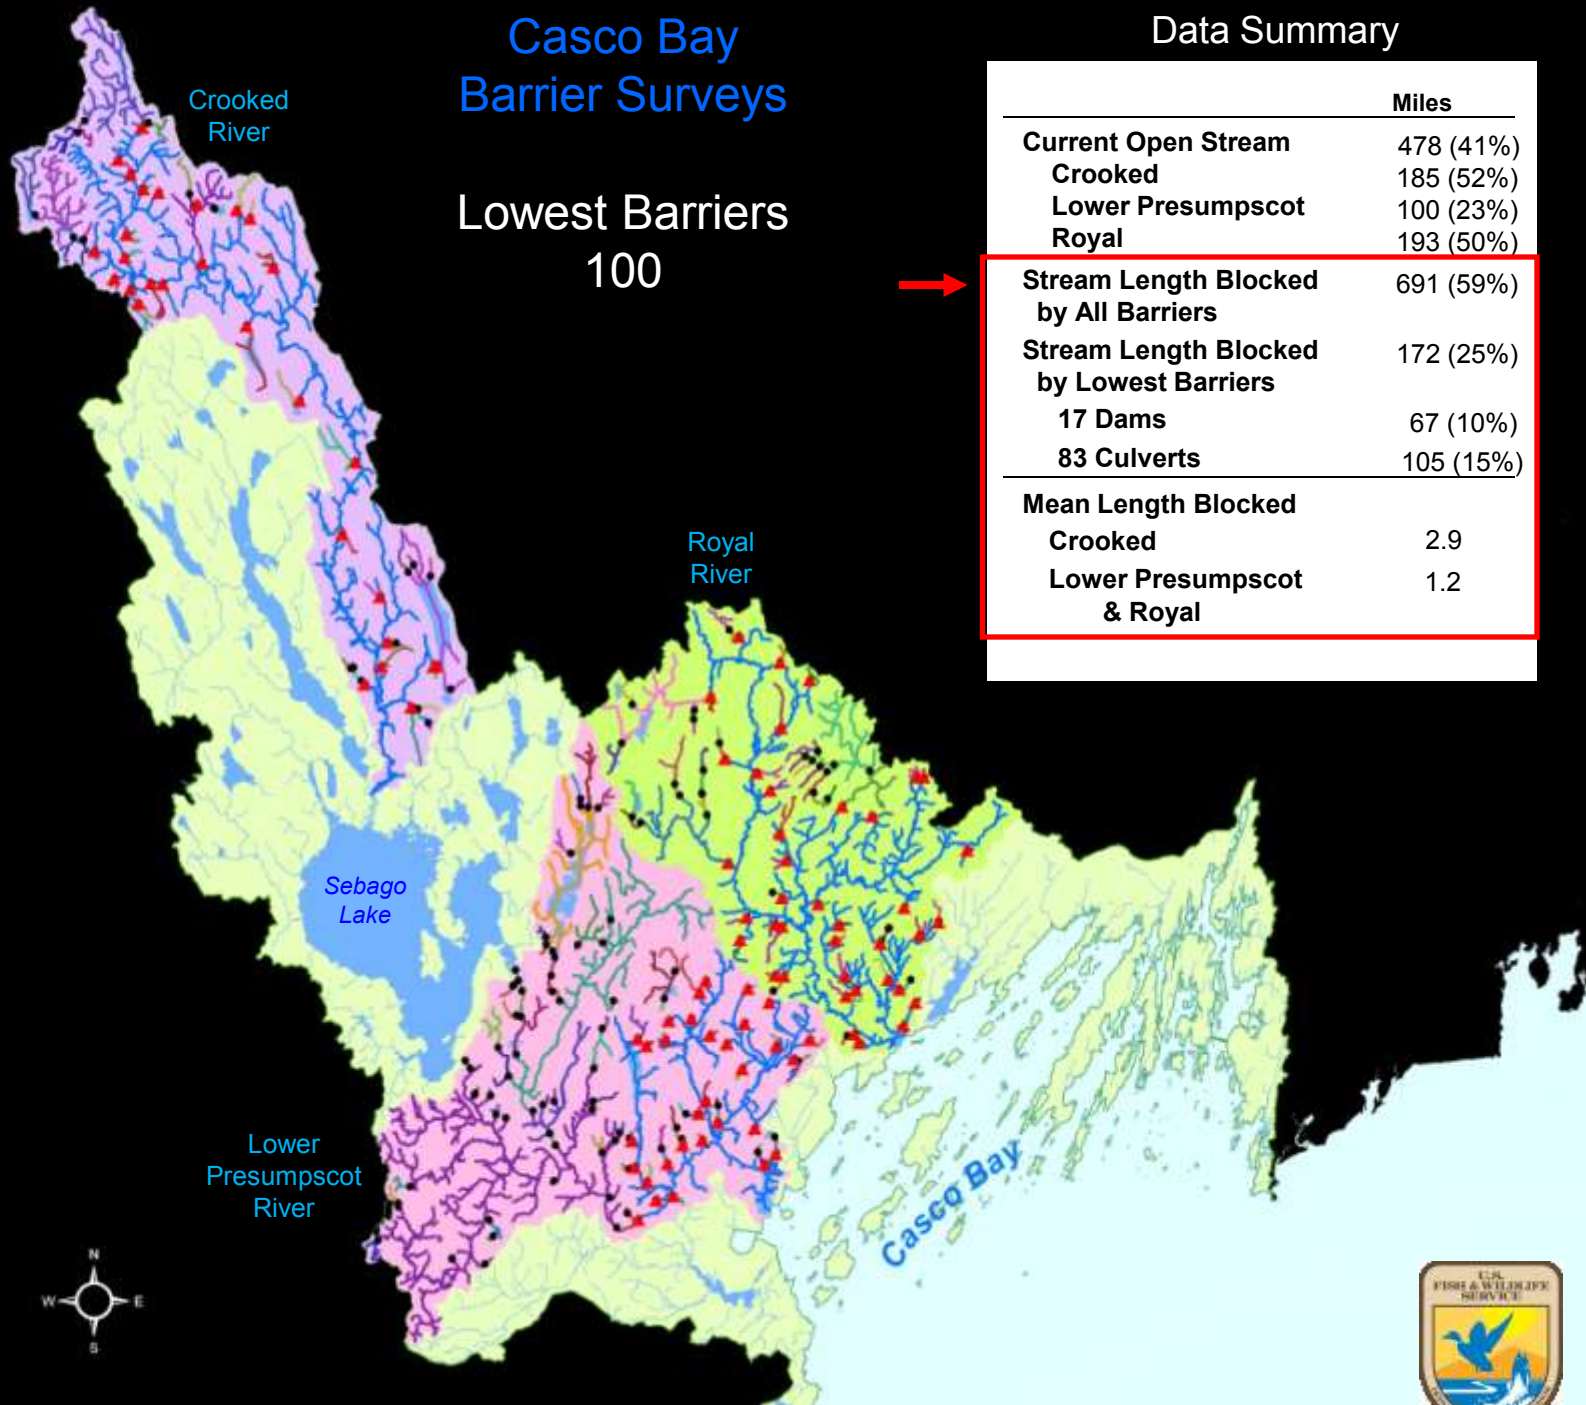 Casco Bay
Barrier Surveys
Lowest Barriers
100
Data Summary
Miles
Current Open Stream 478 (41%)
Crooked 185 (52%)
Lower Presumpscot 100 (23%)
Royal 193 (50%)
Stream Length Blocked 691 (59%)
by All Barriers
Stream Length Blocked 172 (25%)
by Lowest Barriers
17 Dams 67 (10%)
83 Culverts 105 (15%)
Mean Length Blocked
Crooked 2.9
Lower Presumpscot 1.2
& Royal
Crooked
River
Royal
River
Sebago
Lake
Lower
Presumpscot
River
Casco Bay
N
W E
S
U.S.
FISH & WILDLIFE
SERVICE